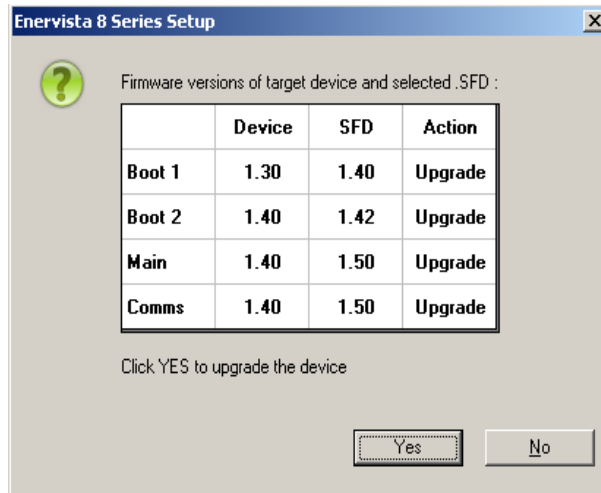 Enervista 8 Series Setup
Firmware versions of target device and selected .SFD :
Device SFD Action
Boot 1 1.30 1.40 Upgrade
Boot 2 1.40 1.42 Upgrade
Main 1.40 1.50 Upgrade
Comms 1.40 1.50 Upgrade
Click YES to upgrade the device
Yes No